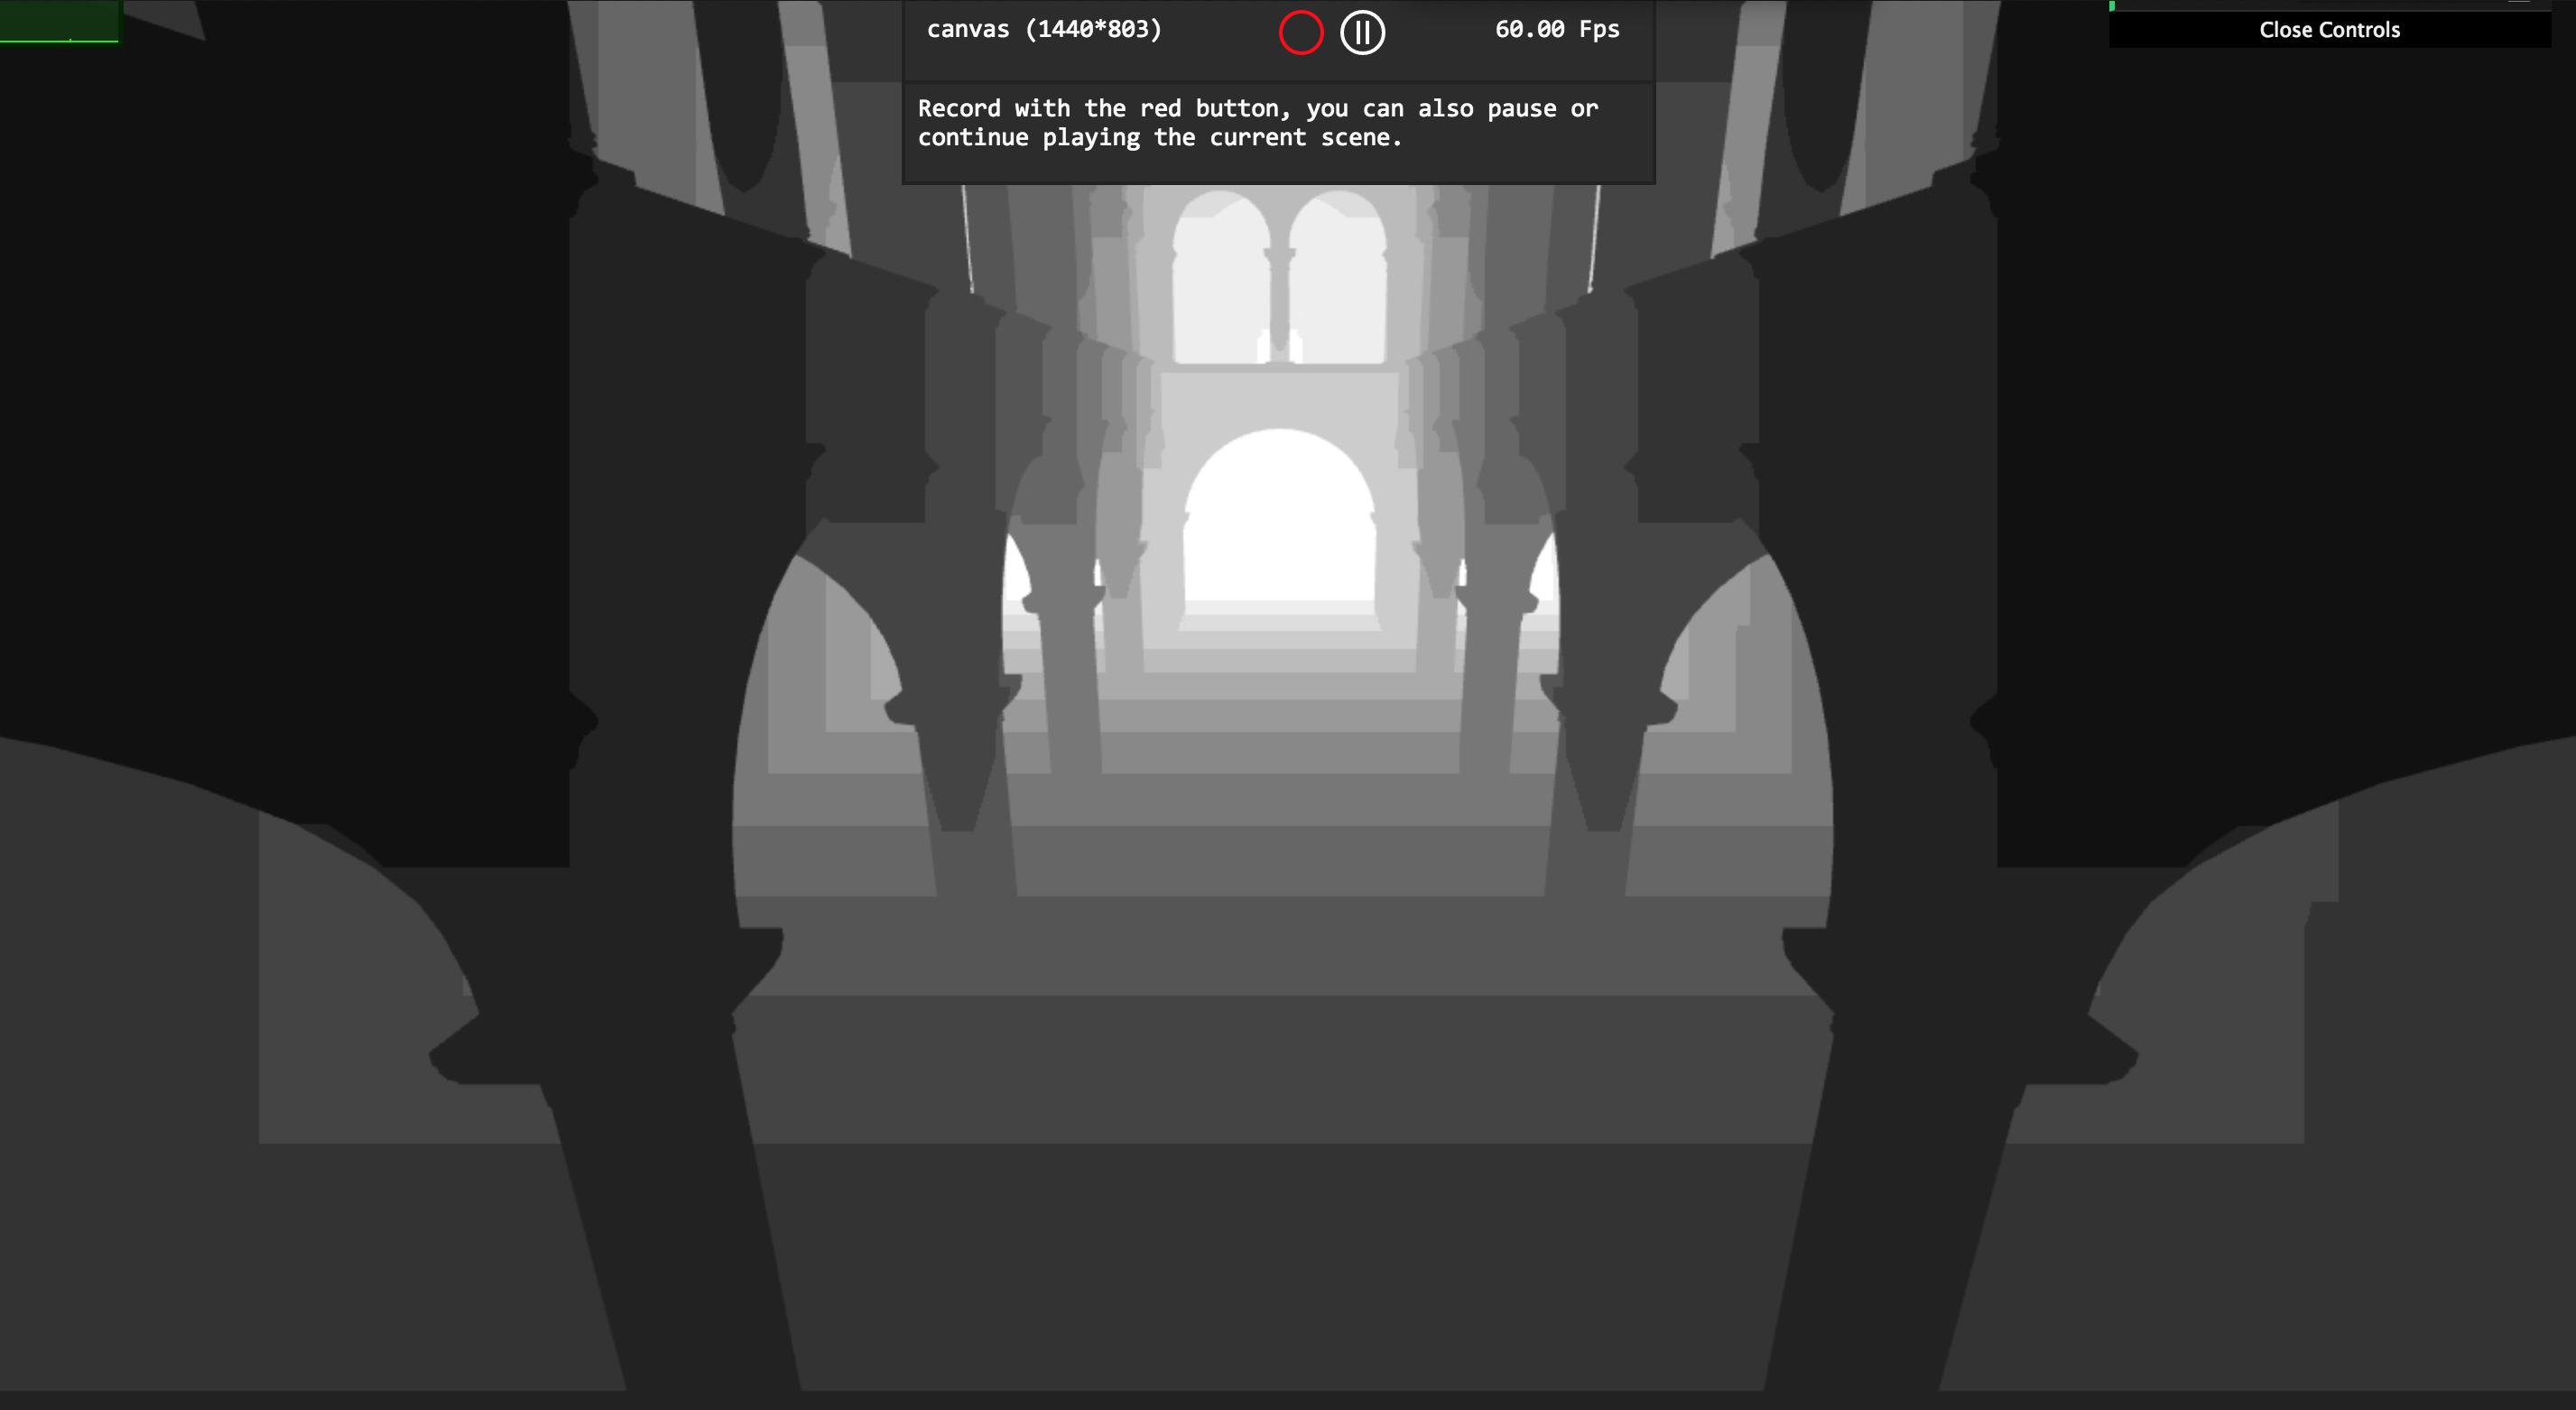 canvas (1440*803) 60.00 Fps
Close Controls
Record with the red button, you can also pause or
continue playing the current scene.